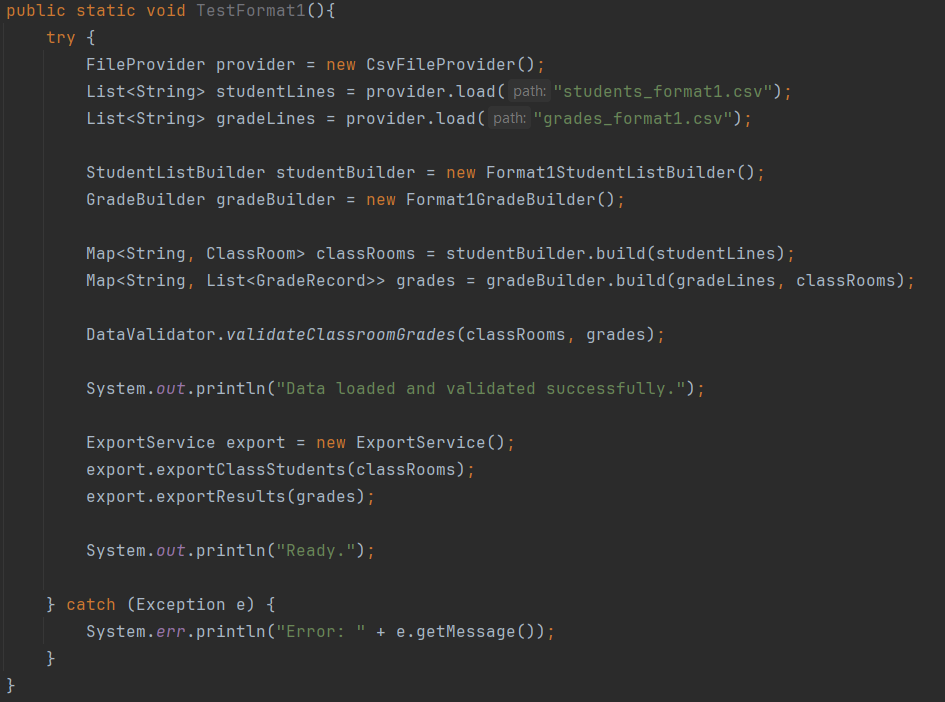 public static void TestFormat1(){
try {
FileProvider provider = new CsvFileProvider();
List<String> studentLines = provider.load( path: "students_format1.csv");
List<String> gradeLines = provider.load( path: "grades_format1.csv");
StudentListBuilder studentBuilder = new Format1StudentListBuilder();
GradeBuilder gradeBuilder = new Format1GradeBuilder();
Map<String, ClassRoom> classRooms = studentBuilder.build(studentLines);
Map<String, List<GradeRecord>> grades = gradeBuilder.build(gradeLines, classRooms);
DataValidator.validateClassroomGrades(classRooms, grades);
System.out.println("Data loaded and validated successfully.");
ExportService export = new ExportService();
export.exportClassStudents(classRooms);
export.exportResults(grades);
System.out.println("Ready.");
} catch (Exception e) {
System.err.println("Error: " + e.getMessage());
}
}